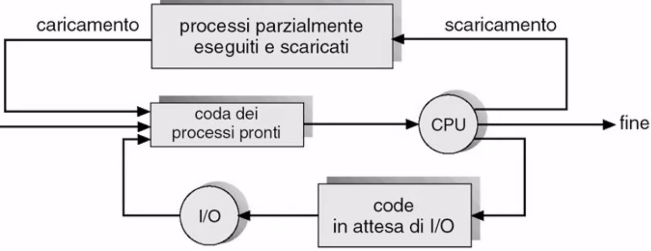 caricamento
processi parzialmente
eseguiti e scaricati
scaricamento
coda dei
processi pronti
CPU
fine
I/O
code
in attesa di I/O